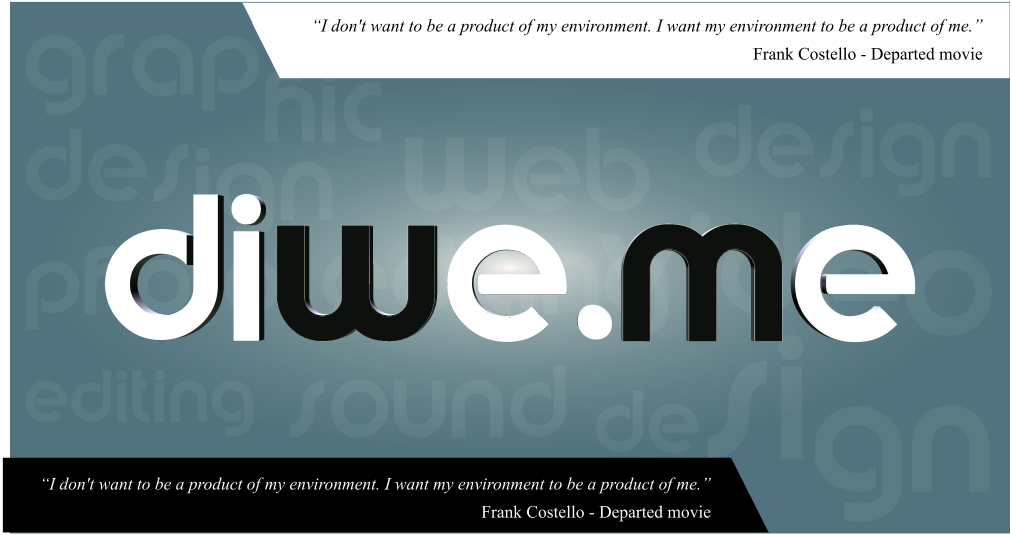 “I don't want to be a product of my environment. I want my environment to be a product of me.”
Frank Costello - Departed movie
graphic
design
web
design
diwe.me
editing
sound
design
“I don't want to be a product of my environment. I want my environment to be a product of me.”
Frank Costello - Departed movie